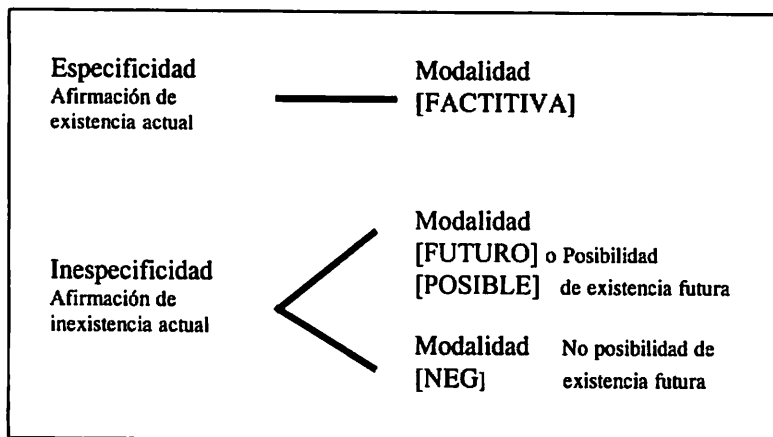 Especificidad
Afirmación de
existencia actual
Modalidad
[FACTITIVA]
Inespecificidad
Afirmación de
inexistencia actual
Modalidad
[FUTURO] o Posibilidad
[POSIBLE] de existencia futura
Modalidad No posibilidad de
[NEG] existencia futura